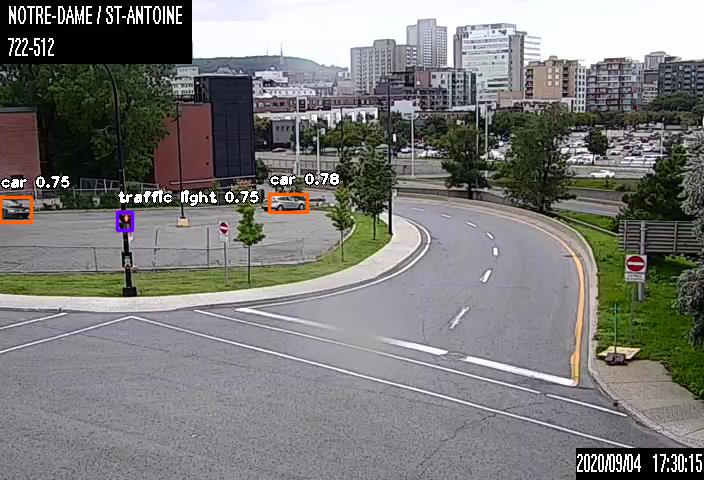 NOTRE-DAME / ST-ANTOINE
722-512
car 0.75
traffic light 0.75
car 0.78
2020/09/04 17:30:15